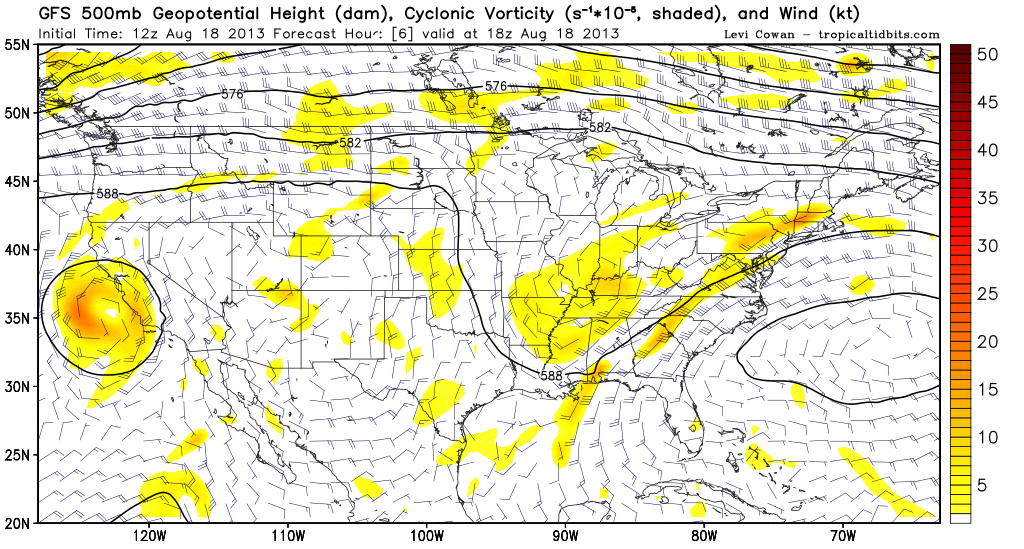 GFS 500mb Geopotential Height (dam), Cyclonic Vorticity (s⁻¹*10⁻⁵, shaded), and Wind (kt)
Initial Time: 12z Aug 18 2013 Forecast Hour: [6] valid at 18z Aug 18 2013
Levi Cowan – tropicaltidbits.com
55N
50N
45N
40N
35N
30N
25N
20N
576
576
582
582
588
588
50
45
40
35
30
25
20
15
10
5
120W 110W 100W 90W 80W 70W